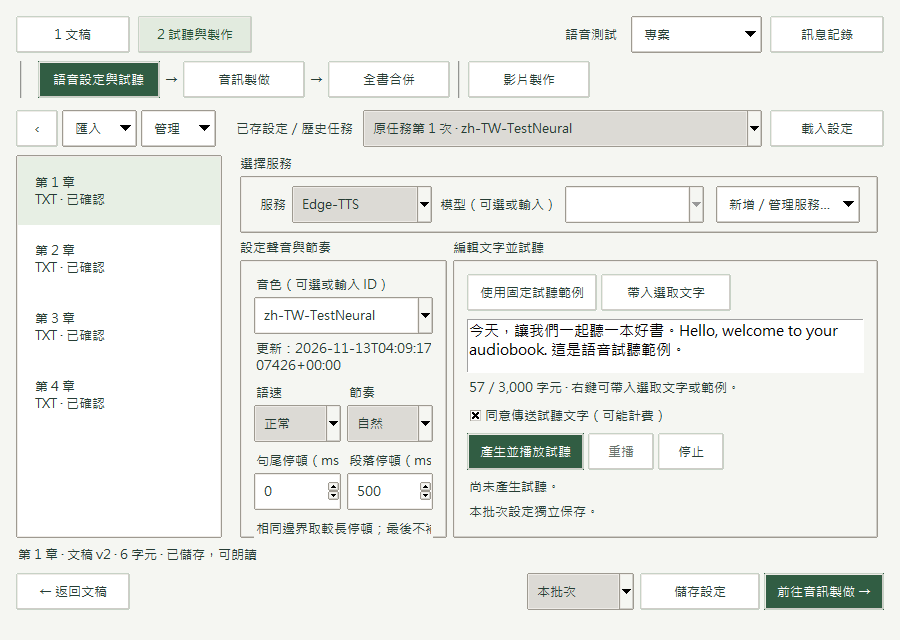 1 文稿
2 試聽與製作
語音測試
專案
訊息記錄
語音設定與試聽
→
音訊製做
→
全書合併
影片製作
‹
匯入
管理
已存設定 / 歷史任務
原任務第 1 次 · zh-TW-TestNeural
載入設定
第 1 章
TXT · 已確認
第 2 章
TXT · 已確認
第 3 章
TXT · 已確認
第 4 章
TXT · 已確認
選擇服務
服務
Edge-TTS
模型（可選或輸入）
新增 / 管理服務...
設定聲音與節奏
音色（可選或輸入 ID）
zh-TW-TestNeural
更新：2026-11-13T04:09:17
07426+00:00
語速
節奏
正常
自然
句尾停頓（ms
段落停頓（ms
0
500
相同邊界取較長停頓；最後不補
編輯文字並試聽
使用固定試聽範例
帶入選取文字
今天，讓我們一起聽一本好書。Hello, welcome to your
audiobook. 這是語音試聽範例。
57 / 3,000 字元 · 右鍵可帶入選取文字或範例。
同意傳送試聽文字（可能計費）
產生並播放試聽
重播
停止
尚未產生試聽。
本批次設定獨立保存。
第 1 章 · 文稿 v2 · 6 字元 · 已儲存，可朗讀
← 返回文稿
本批次
儲存設定
前往音訊製做 →